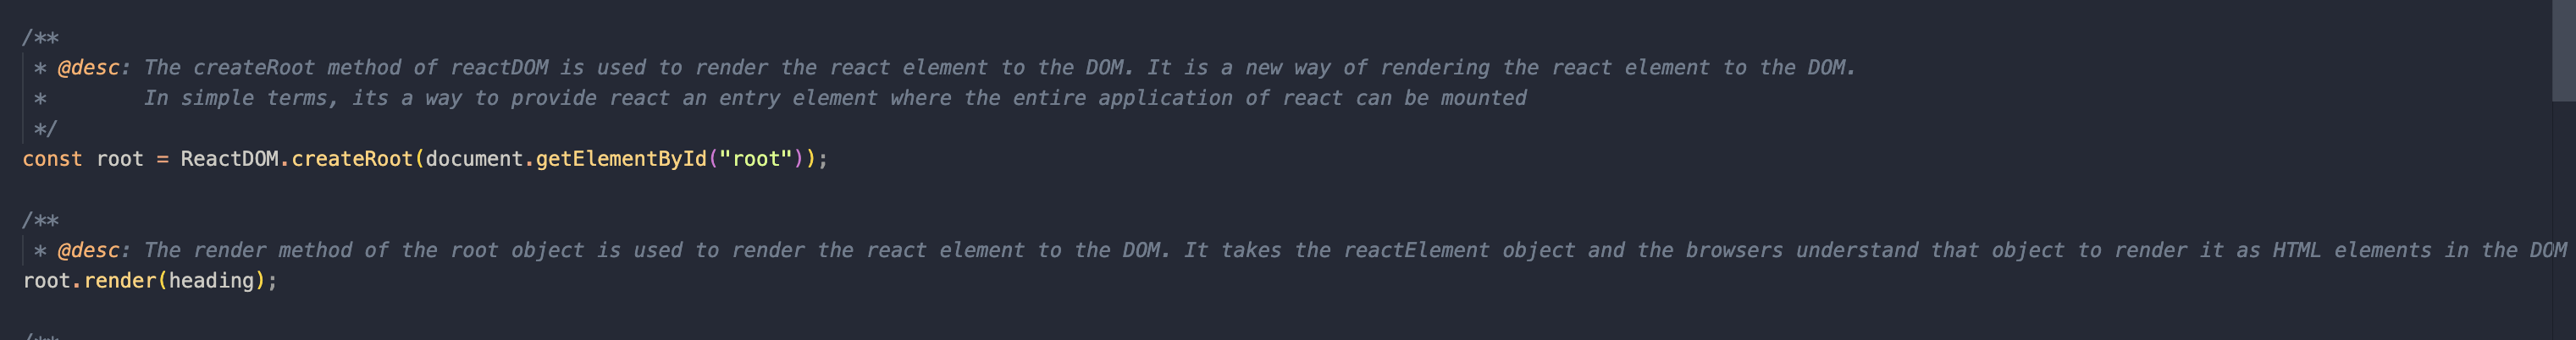 /**
 * @desc: The createRoot method of reactDOM is used to render the react element to the DOM. It is a new way of rendering the react element to the DOM.
 *        In simple terms, its a way to provide react an entry element where the entire application of react can be mounted
 */
const root = ReactDOM.createRoot(document.getElementById("root"));
/**
 * @desc: The render method of the root object is used to render the react element to the DOM. It takes the reactElement object and the browsers understand that object to render it as HTML elements in the DOM
root.render(heading);
/**